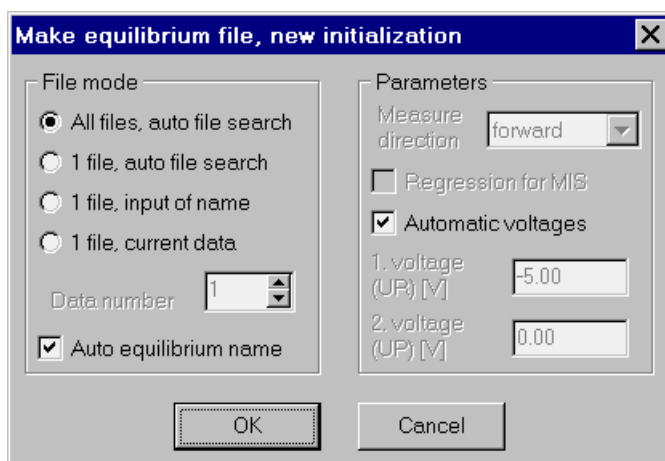 Make equilibrium file, new initialization
File mode
All files, auto file search
1 file, auto file search
1 file, input of name
1 file, current data
Data number 1
Auto equilibrium name
Parameters
Measure
direction forward
Regression for MIS
Automatic voltages
1. voltage
(UR) [V] -5.00
2. voltage
(UP) [V] 0.00
OK
Cancel